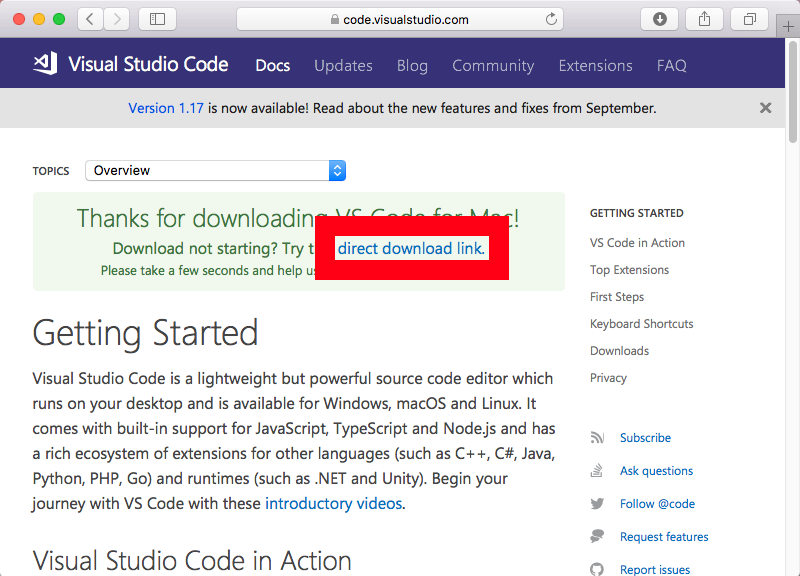 code.visualstudio.com
Visual Studio Code Docs Updates Blog Community Extensions FAQ
Version 1.17 is now available! Read about the new features and fixes from September.
TOPICS Overview
Thanks for downloading VS Code for Mac!
Download not starting? Try t direct download link.
Please take a few seconds and help us
Getting Started
Visual Studio Code is a lightweight but powerful source code editor which
runs on your desktop and is available for Windows, macOS and Linux. It
comes with built-in support for JavaScript, TypeScript and Node.js and has
a rich ecosystem of extensions for other languages (such as C++, C#, Java,
Python, PHP, Go) and runtimes (such as .NET and Unity). Begin your
journey with VS Code with these introductory videos.
Visual Studio Code in Action
GETTING STARTED
VS Code in Action
Top Extensions
First Steps
Keyboard Shortcuts
Downloads
Privacy
Subscribe
Ask questions
Follow @code
Request features
Report issues